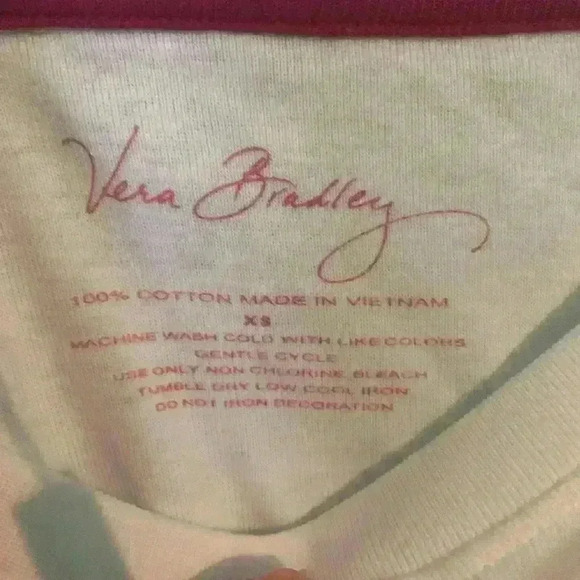 Vera Bradley
100% COTTON MADE IN VIETNAM
XS
MACHINE WASH COLD WITH LIKE COLORS
GENTLE CYCLE
USE ONLY NON CHLORINE BLEACH
TUMBLE DRY LOW COOL IRON
DO NOT IRON DECORATION